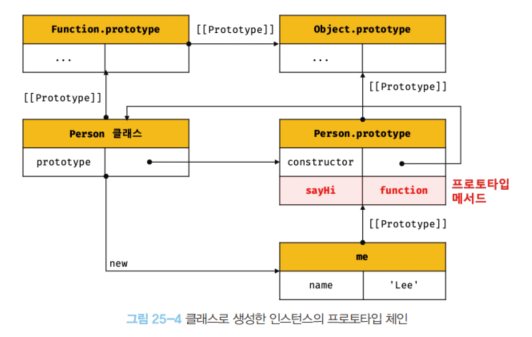 Function.prototype
[[Prototype]]
Object.prototype
...
...
[[Prototype]]
[[Prototype]]
Person 클래스
Person.prototype
prototype
constructor
sayHi
function
프로토타입
메서드
[[Prototype]]
new
me
name
'Lee'
그림 25-4 클래스로 생성한 인스턴스의 프로토타입 체인